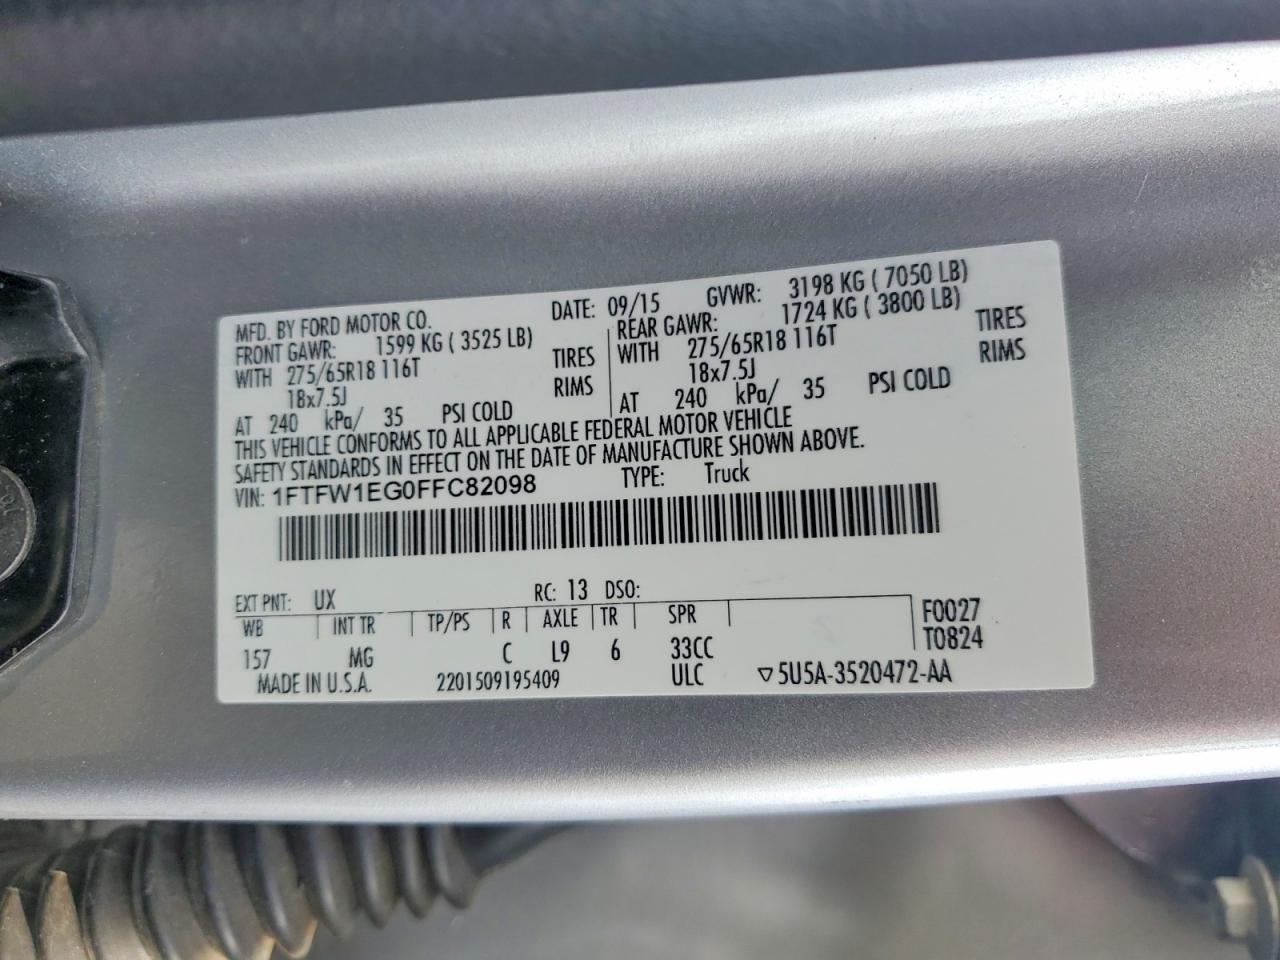 MFD. BY FORD MOTOR CO. DATE: 09/15 GVWR: 3198 KG ( 7050 LB)
FRONT GAWR: 1599 KG ( 3525 LB) REAR GAWR: 1724 KG ( 3800 LB)
WITH 275/65R18 116T TIRES WITH 275/65R18 116T TIRES
18x7.5J RIMS 18x7.5J RIMS
AT 240 kPa/ 35 PSI COLD AT 240 kPa/ 35 PSI COLD
THIS VEHICLE CONFORMS TO ALL APPLICABLE FEDERAL MOTOR VEHICLE
SAFETY STANDARDS IN EFFECT ON THE DATE OF MANUFACTURE SHOWN ABOVE.
VIN: 1FTFW1EG0FFC82098 TYPE: Truck
EXT PNT: UX RC: 13 DSO:
WB INT TR TP/PS R AXLE TR SPR F0027
157 MG C L9 6 33CC T0824
MADE IN U.S.A. 2201509195409 ULC ▽5U5A-3520472-AA